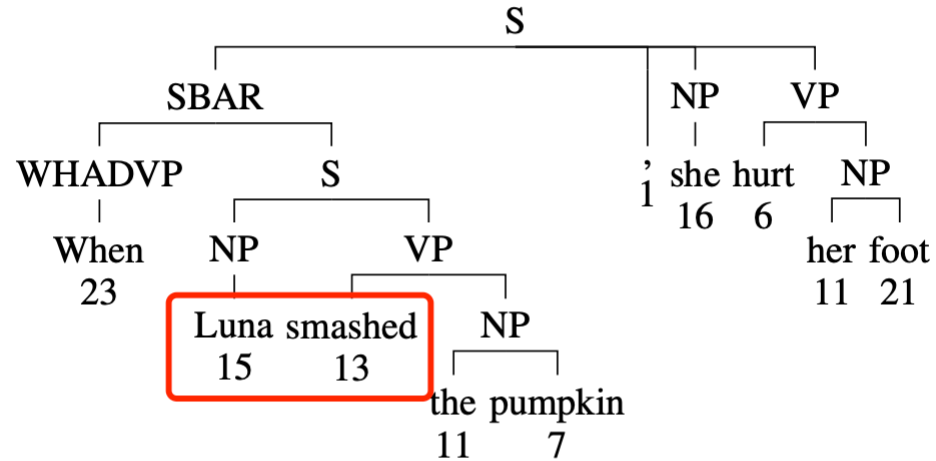 S
SBAR NP VP
WHADVP S , she hurt NP
1 16 6
When NP VP her foot
23 11 21
Luna smashed NP
15 13
the pumpkin
11 7